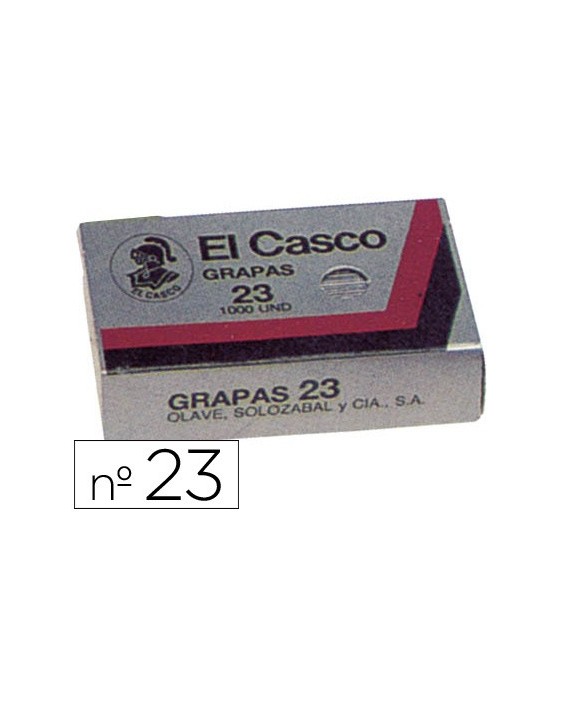 El Casco
GRAPAS
23
1000 UND
EL CASCO
GRAPAS 23
OLAVE, SOLOZABAL y CIA., S.A.
nº 23